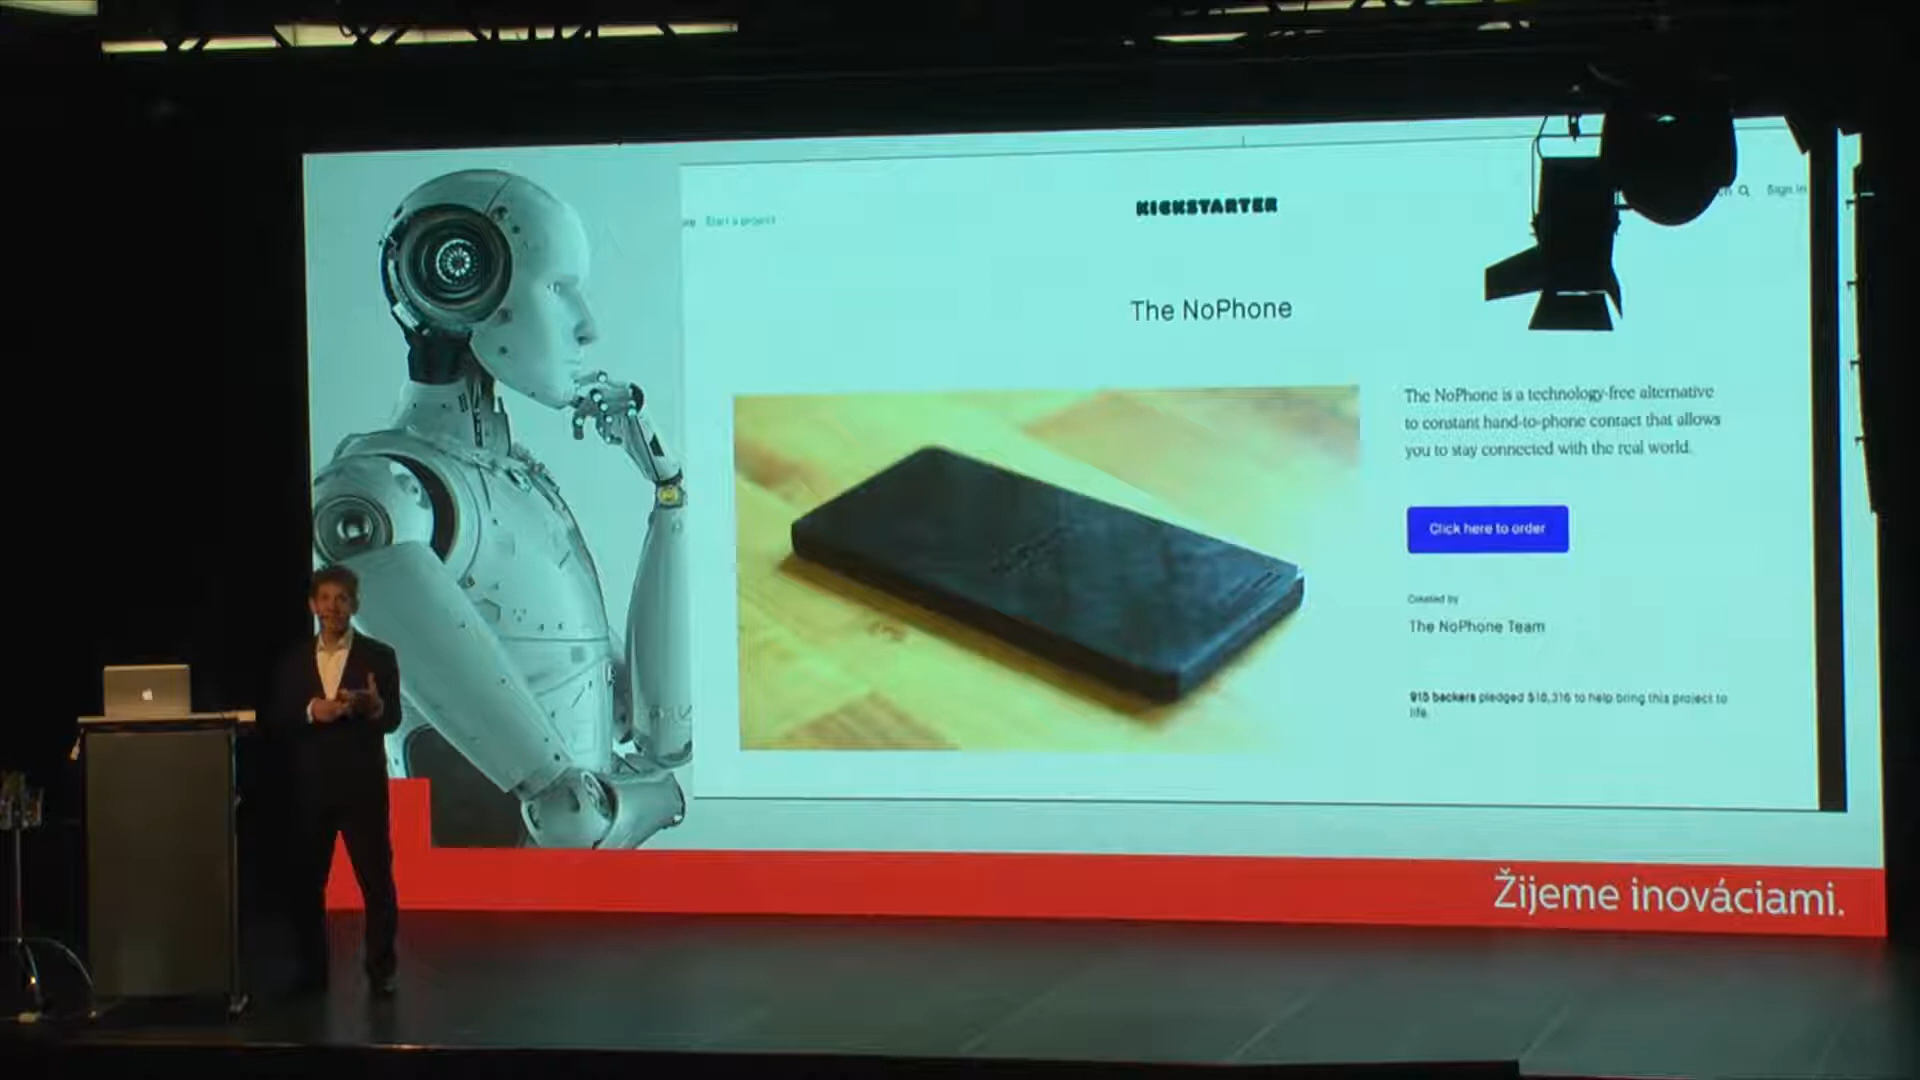 Start a project
KICKSTARTER
Sign in
The NoPhone
The NoPhone is a technology-free alternative
to constant hand-to-phone contact that allows
you to stay connected with the real world.
Click here to order
Created by
The NoPhone Team
backers pledged to help bring this project to
life.
Žijeme inováciami.